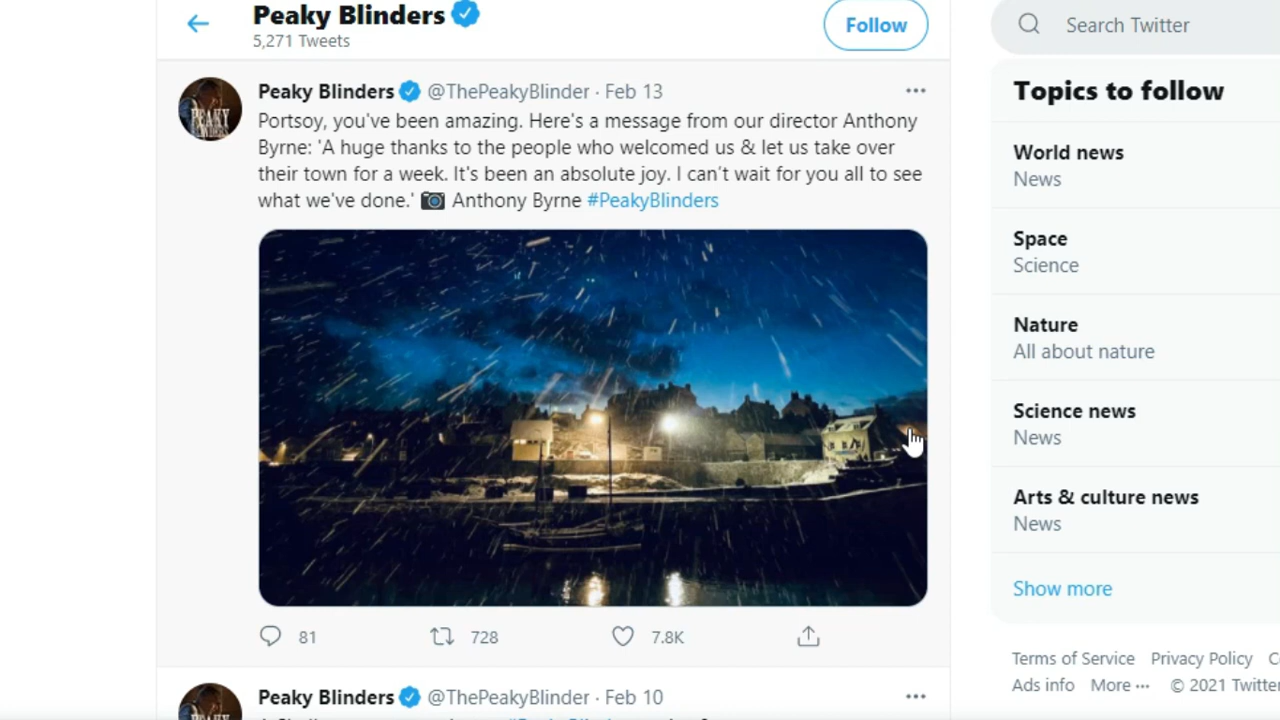 Peaky Blinders
5,271 Tweets
Follow
Peaky Blinders @ThePeakyBlinder · Feb 13
Portsoy, you've been amazing. Here's a message from our director Anthony
Byrne: 'A huge thanks to the people who welcomed us & let us take over
their town for a week. It's been an absolute joy. I can't wait for you all to see
what we've done.' 📷 Anthony Byrne #PeakyBlinders
81 728 7.8K
Peaky Blinders @ThePeakyBlinder · Feb 10
Search Twitter
Topics to follow
World news
News
Space
Science
Nature
All about nature
Science news
News
Arts & culture news
News
Show more
Terms of Service Privacy Policy
Ads info More ··· © 2021 Twitter